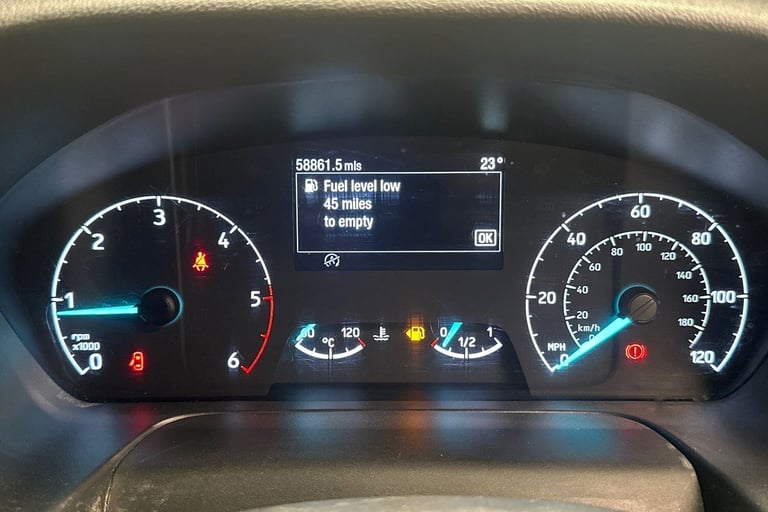 58861.5 mls 23°
Fuel level low
45 miles
to empty
OK
0 1 2 3 4 5 6
rpm
x1000
60 120
°C
0 1/2 1
0 20 40 60 80 100 120
MPH
0 20 40 60 80 100 120 140 160 180
km/h